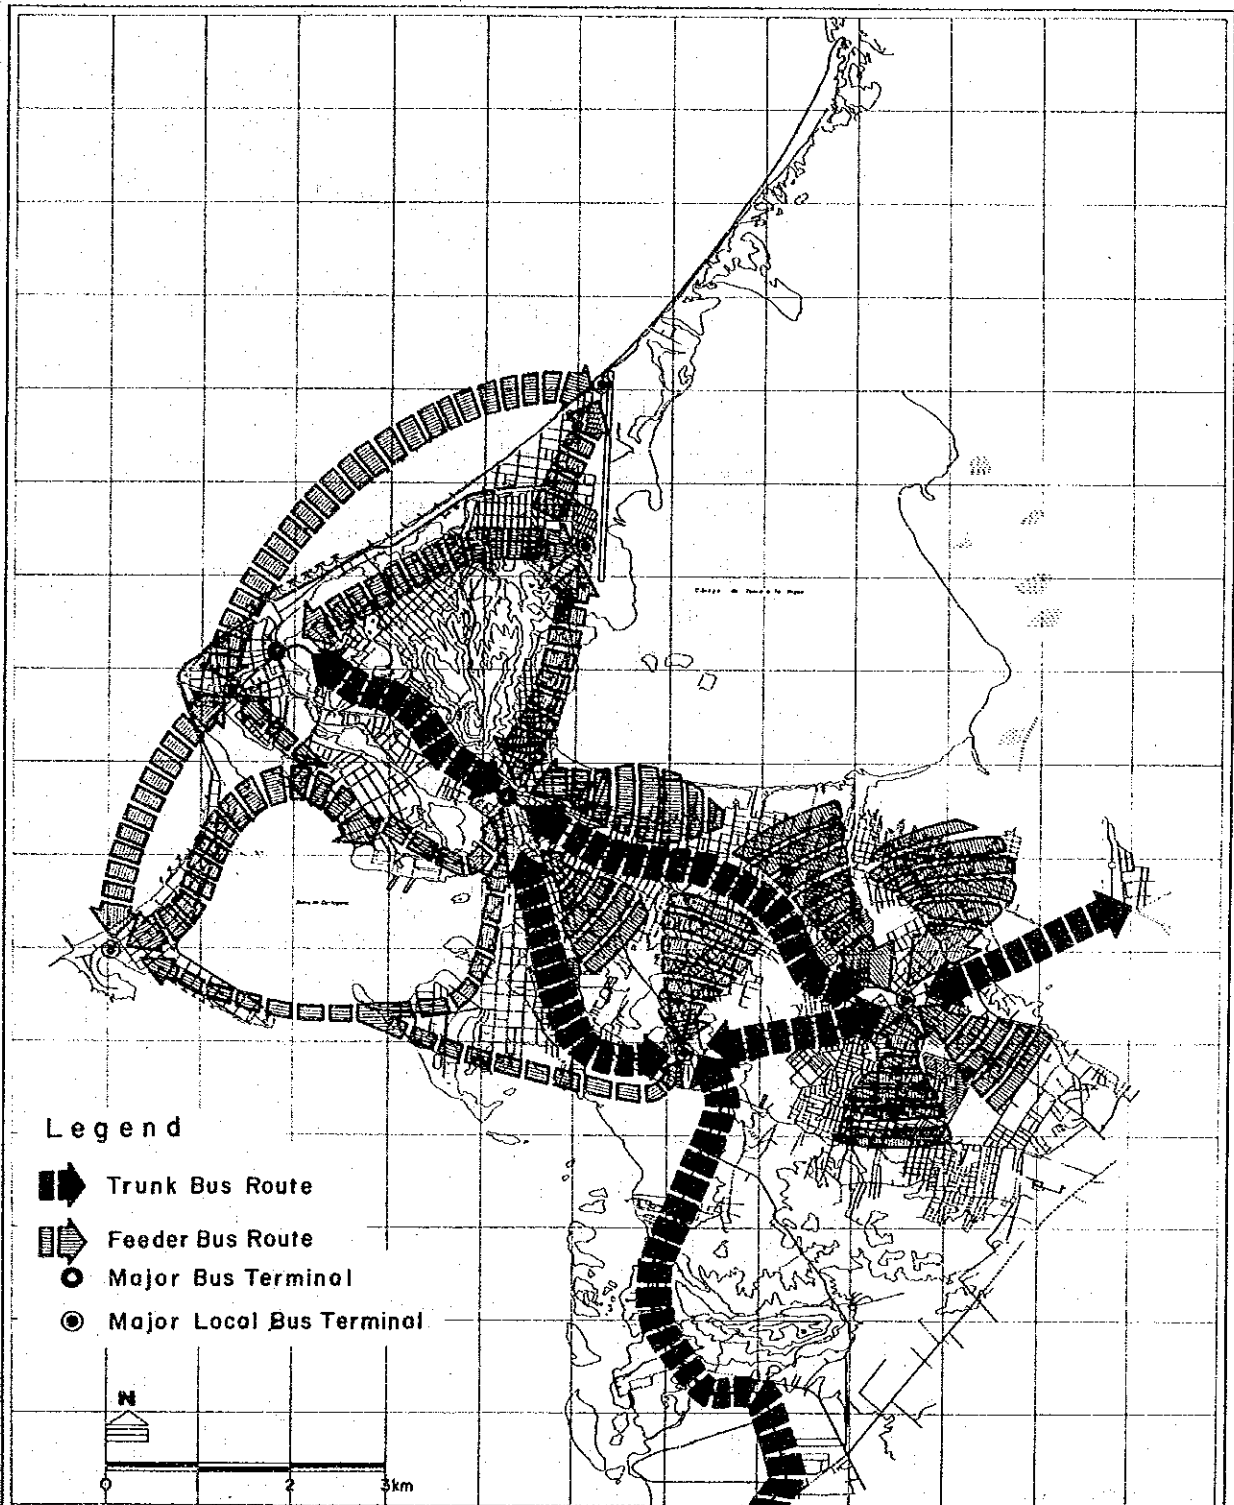 Legend
Trunk Bus Route
Feeder Bus Route
Major Bus Terminal
Major Local Bus Terminal
N
0 2 3km